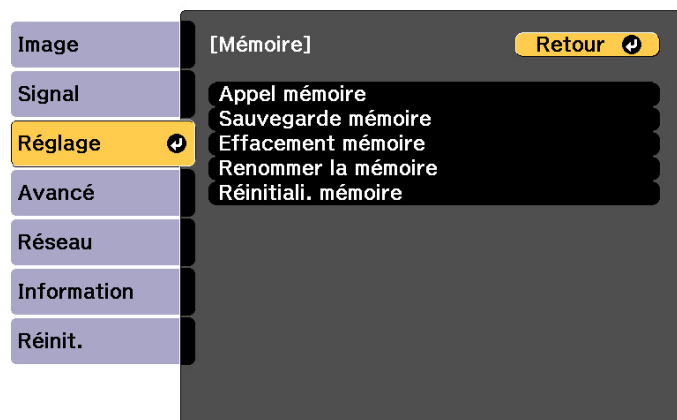 Image
Signal
Réglage
Avancé
Réseau
Information
Réinit.
[Mémoire]
Retour
Appel mémoire
Sauvegarde mémoire
Effacement mémoire
Renommer la mémoire
Réinitiali. mémoire